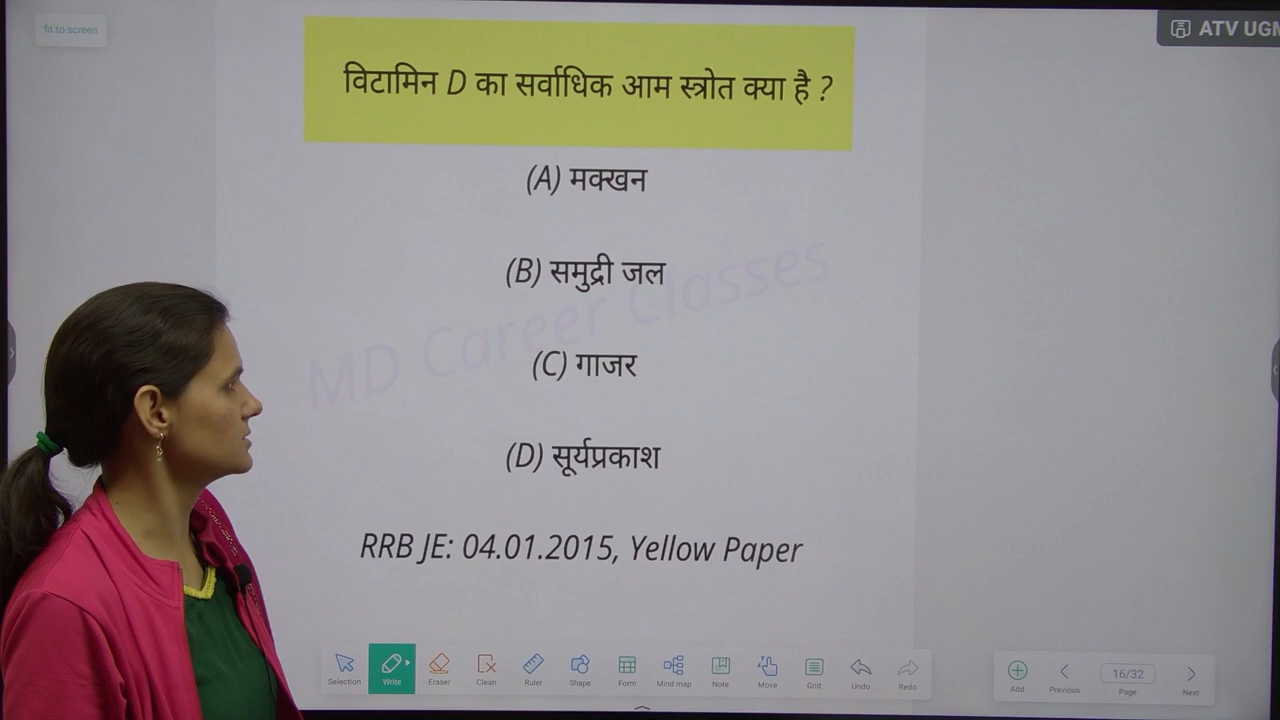 fit to screen
ATV UGM
विटामिन D का सर्वाधिक आम स्त्रोत क्या है ?
(A) मक्खन
(B) समुद्री जल
(C) गाजर
(D) सूर्यप्रकाश
MD Career Classes
RRB JE: 04.01.2015, Yellow Paper
Selection Write Eraser Clean Ruler Shape Form Mind map Note Move Grid Undo Redo
Add Previous 16/32 Page Next